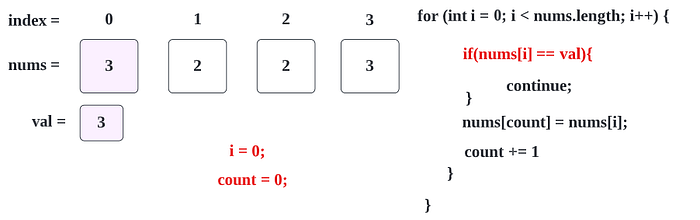 index = 0 1 2 3
nums = 3 2 2 3
val = 3
i = 0;
count = 0;
for (int i = 0; i < nums.length; i++) {
if(nums[i] == val){
continue;
}
nums[count] = nums[i];
count += 1
}
}